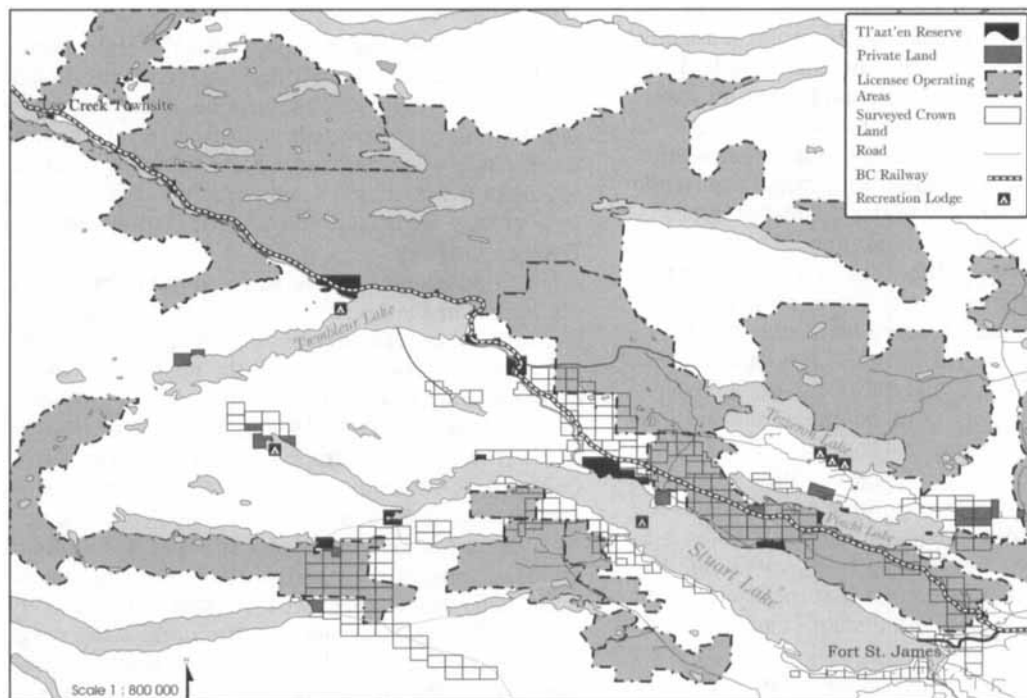 Tl'azt'en Reserve
Private Land
Licensee Operating
Areas
Surveyed Crown
Land
Road
BC Railway
Recreation Lodge
Creek Townsite
Trembleur Lake
Tezzeron Lake
Pinchi Lake
Stuart Lake
Fort St. James
Scale 1 : 800 000